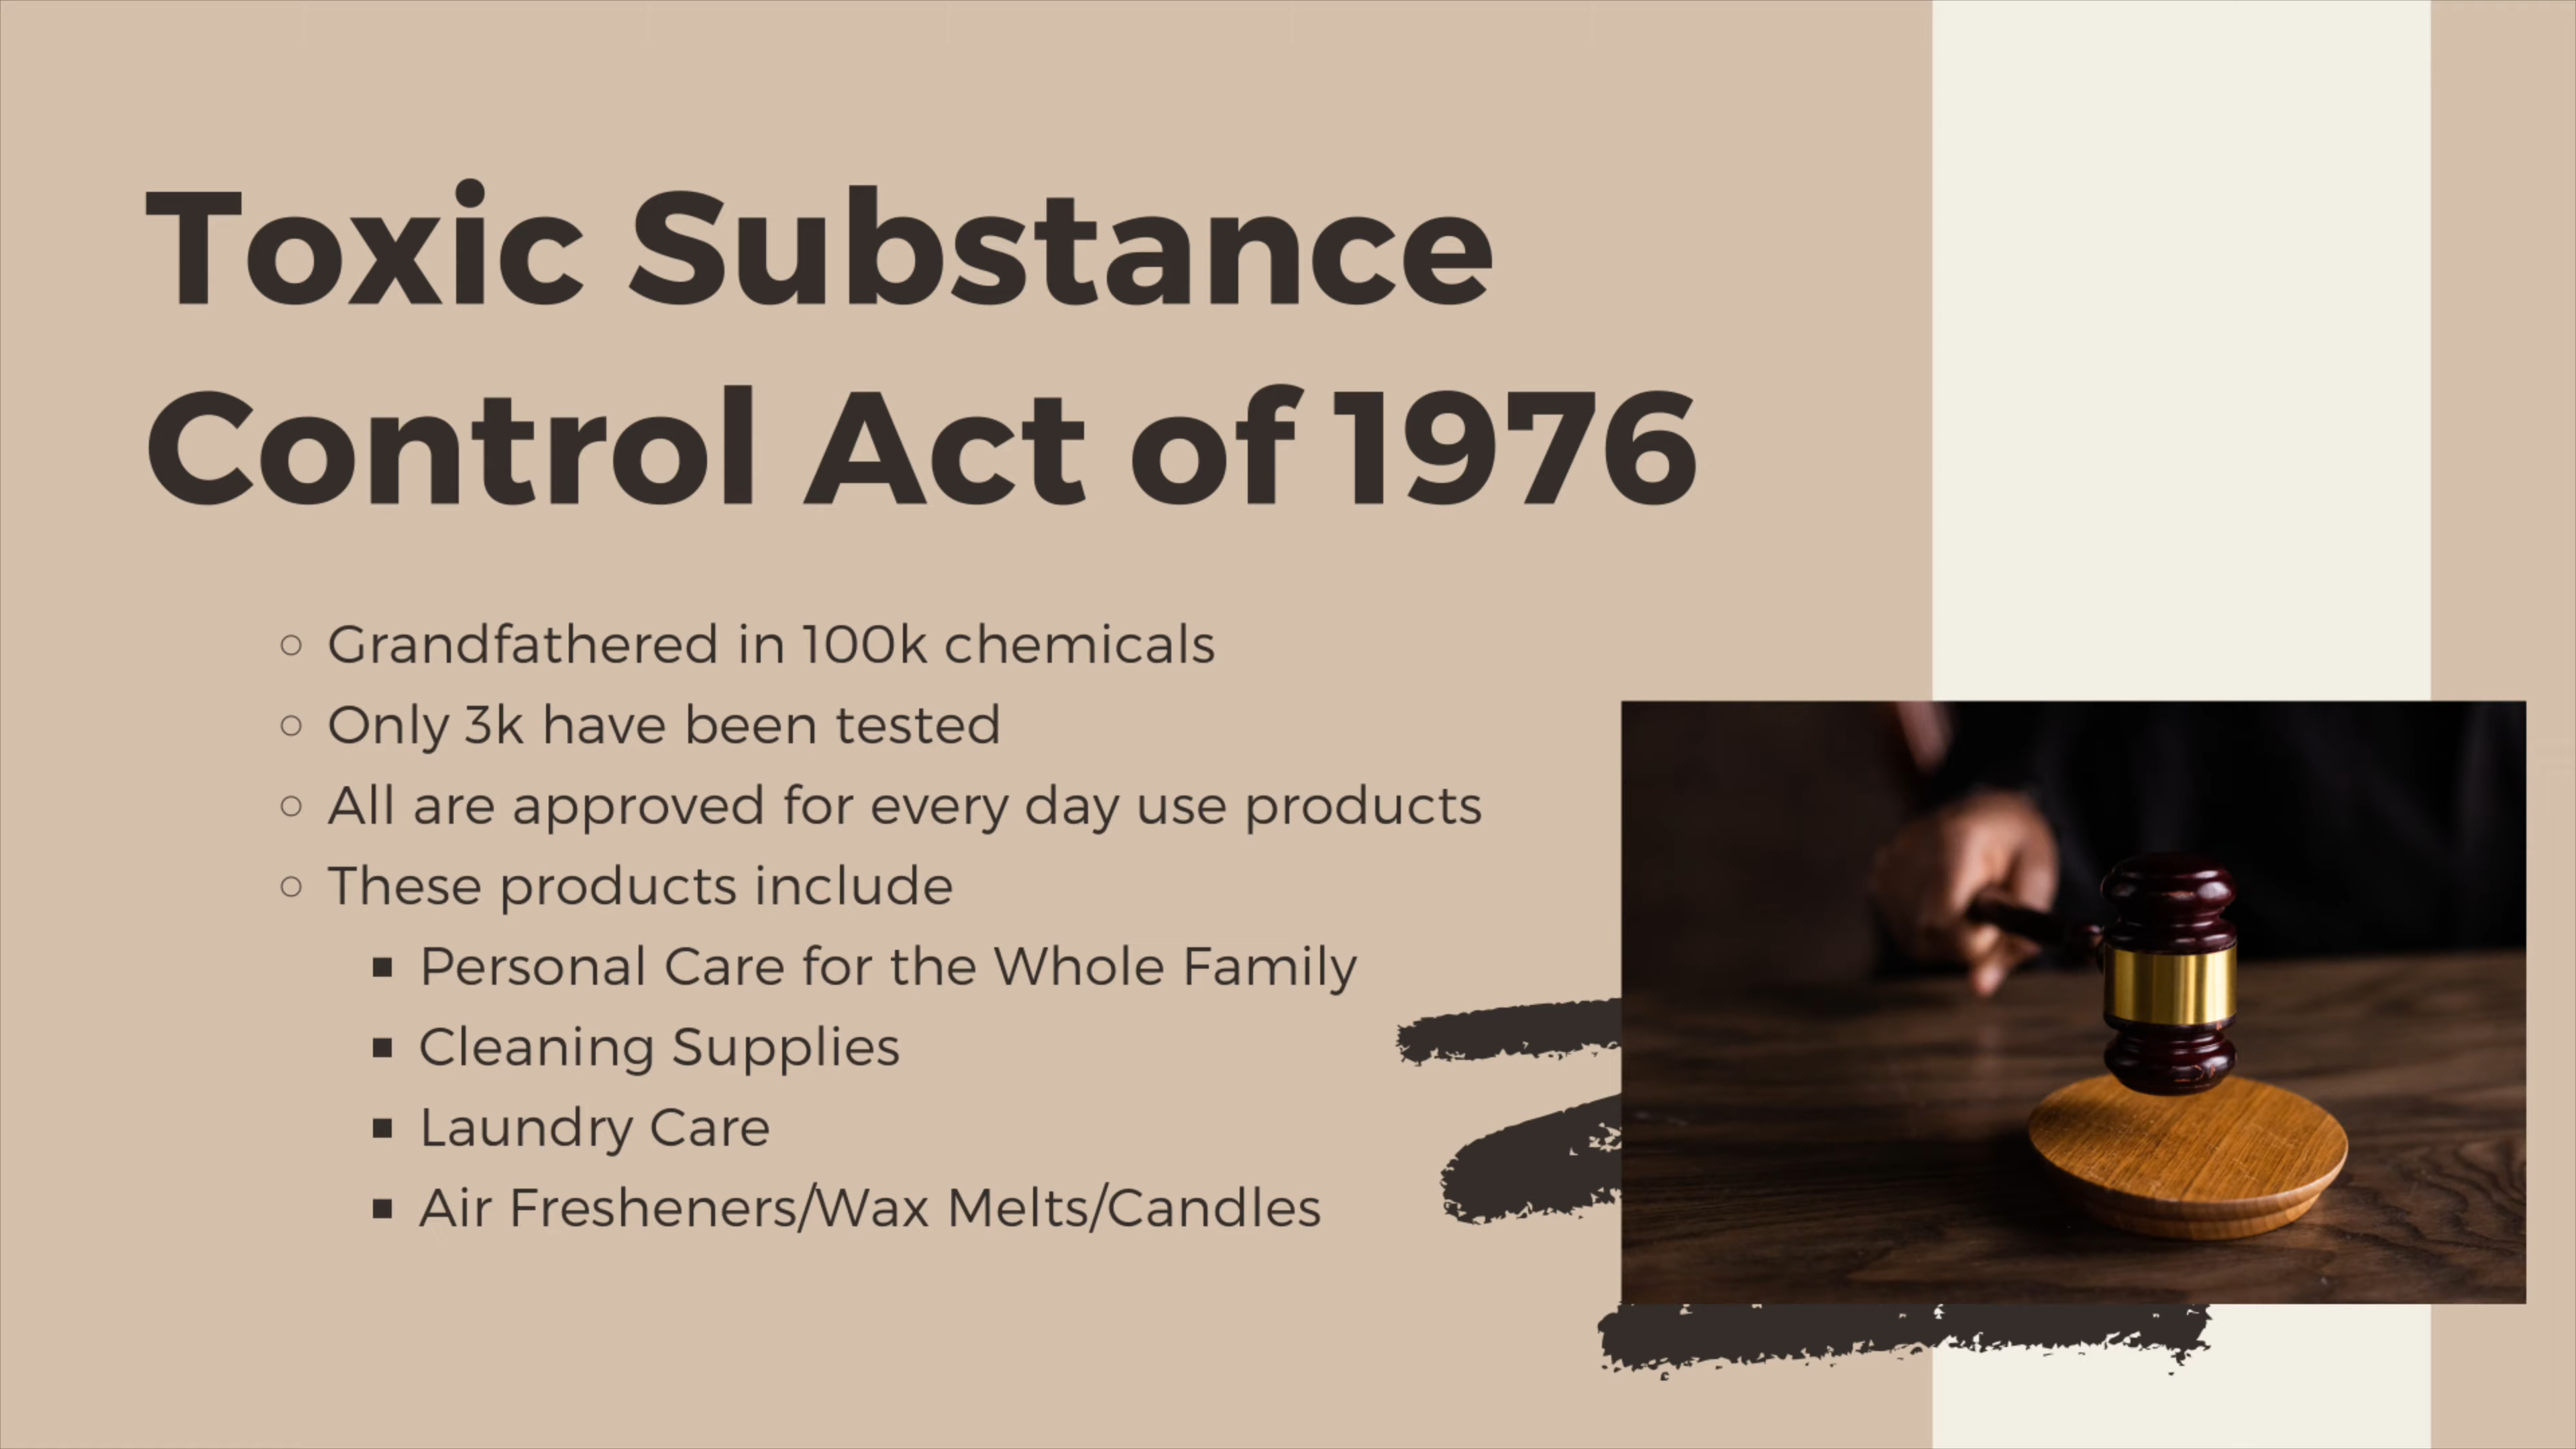 Toxic Substance
Control Act of 1976
Grandfathered in 100k chemicals
Only 3k have been tested
All are approved for every day use products
These products include
Personal Care for the Whole Family
Cleaning Supplies
Laundry Care
Air Fresheners/Wax Melts/Candles